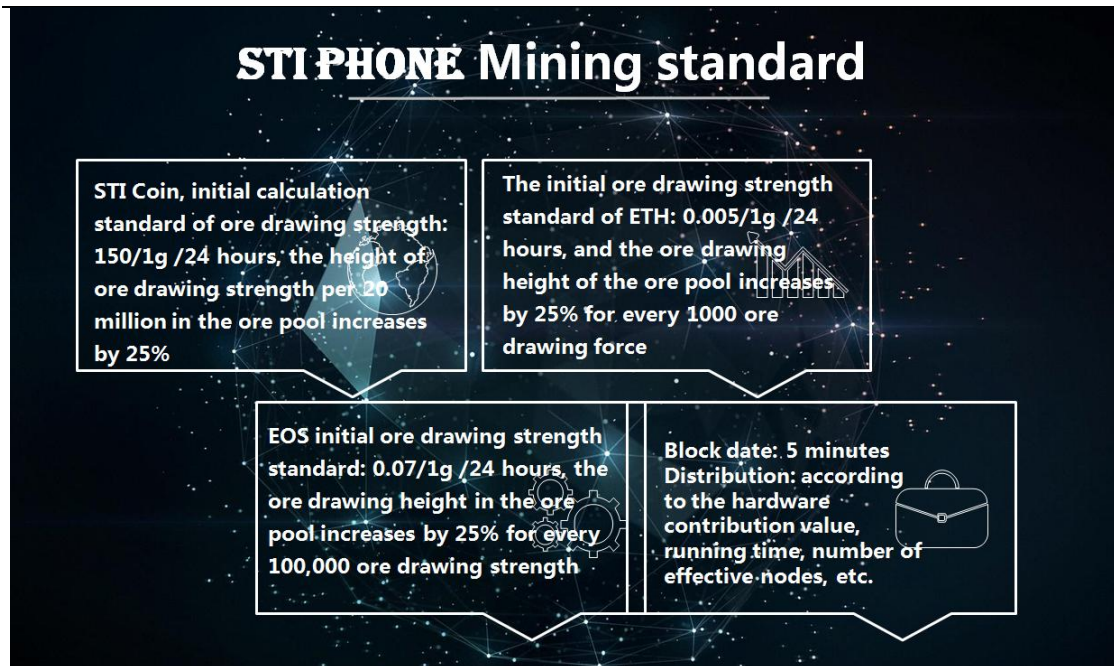 STI PHONE Mining standard
STI Coin, initial calculation
standard of ore drawing strength:
150/1g /24 hours, the height of
ore drawing strength per 20
million in the ore pool increases
by 25%
The initial ore drawing strength
standard of ETH: 0.005/1g /24
hours, and the ore drawing
height of the ore pool increases
by 25% for every 1000 ore
drawing force
EOS initial ore drawing strength
standard: 0.07/1g /24 hours, the
ore drawing height in the ore
pool increases by 25% for every
100,000 ore drawing strength
Block date: 5 minutes
Distribution: according
to the hardware
contribution value,
running time, number of
effective nodes, etc.